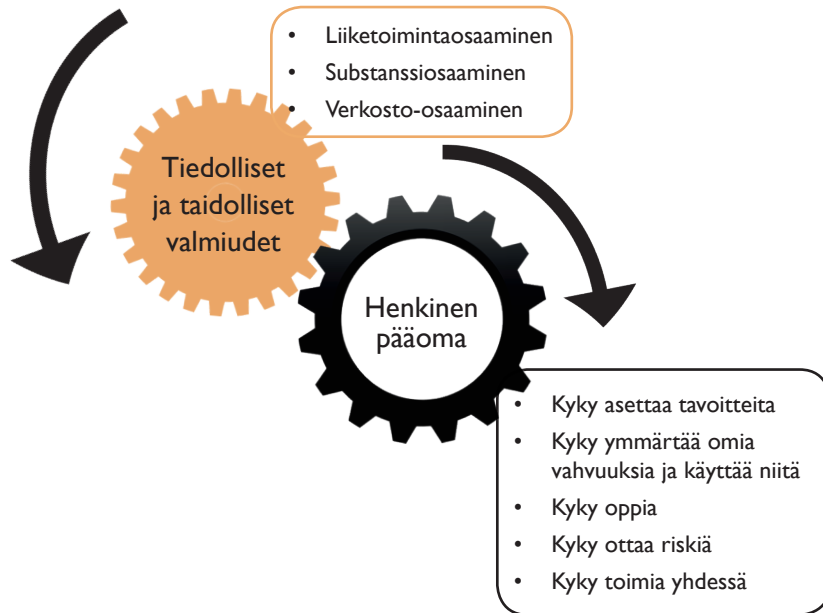 • Liiketoimintaosaaminen
• Substanssiosaaminen
• Verkosto-osaaminen
Tiedolliset
ja taidolliset
valmiudet
Henkinen
pääoma
• Kyky asettaa tavoitteita
• Kyky ymmärtää omia
vahvuuksia ja käyttää niitä
• Kyky oppia
• Kyky ottaa riskiä
• Kyky toimia yhdessä